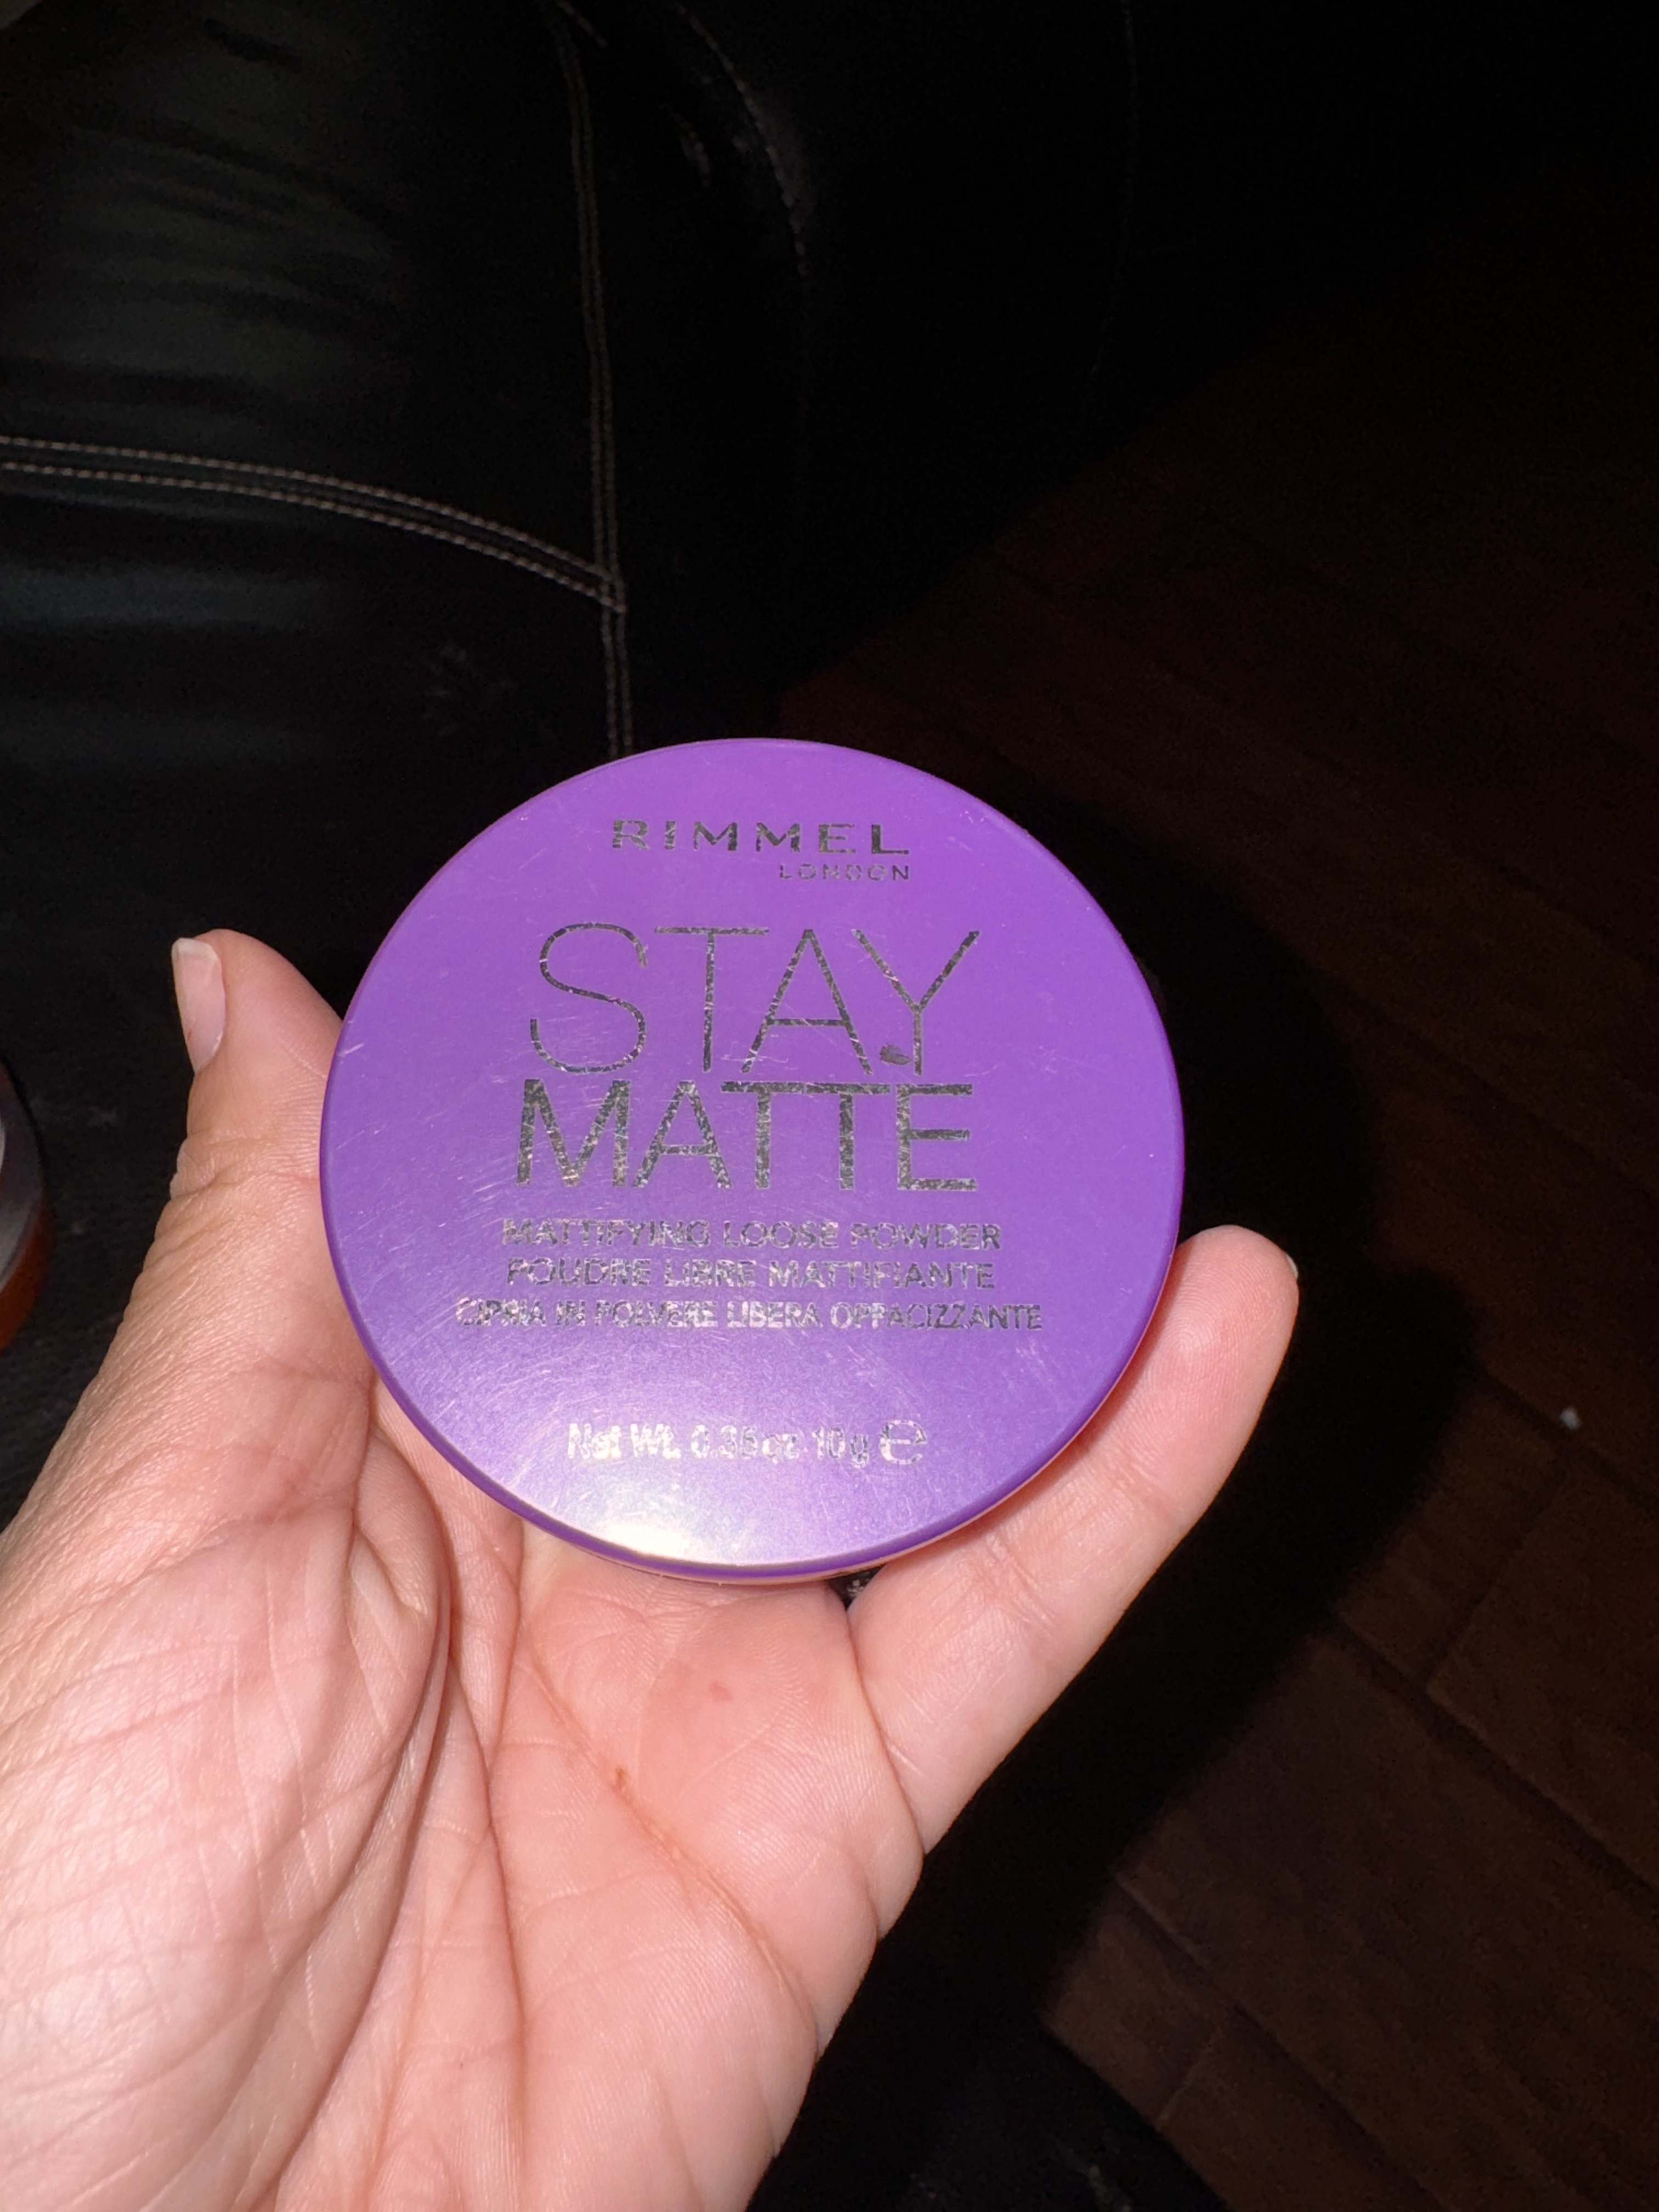 RIMMEL
LONDON
STAY
MATTE
MATTIFYING LOOSE POWDER
POUDRE LIBRE MATTIFIANTE
CIPRIA IN POLVERE LIBERA OPPACIZZANTE
Net Wt. 0.35 oz 10 g ℮